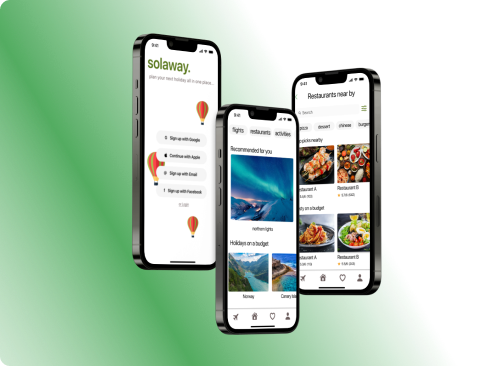 9:41
solaway.
plan your next holiday all in one place...
Sign up with Google
Continue with Apple
Sign up with Email
Sign up with Facebook
9:41
flights restaurants activities
Recommended for you
northern lights
Holidays on a budget
Norway
Canary Isla
9:41
Restaurants near by
Search
pizza dessert chinese burger
op picks nearby
Restaurant A
Restaurant B
sy on a budget
Restaurant A
Restaurant B